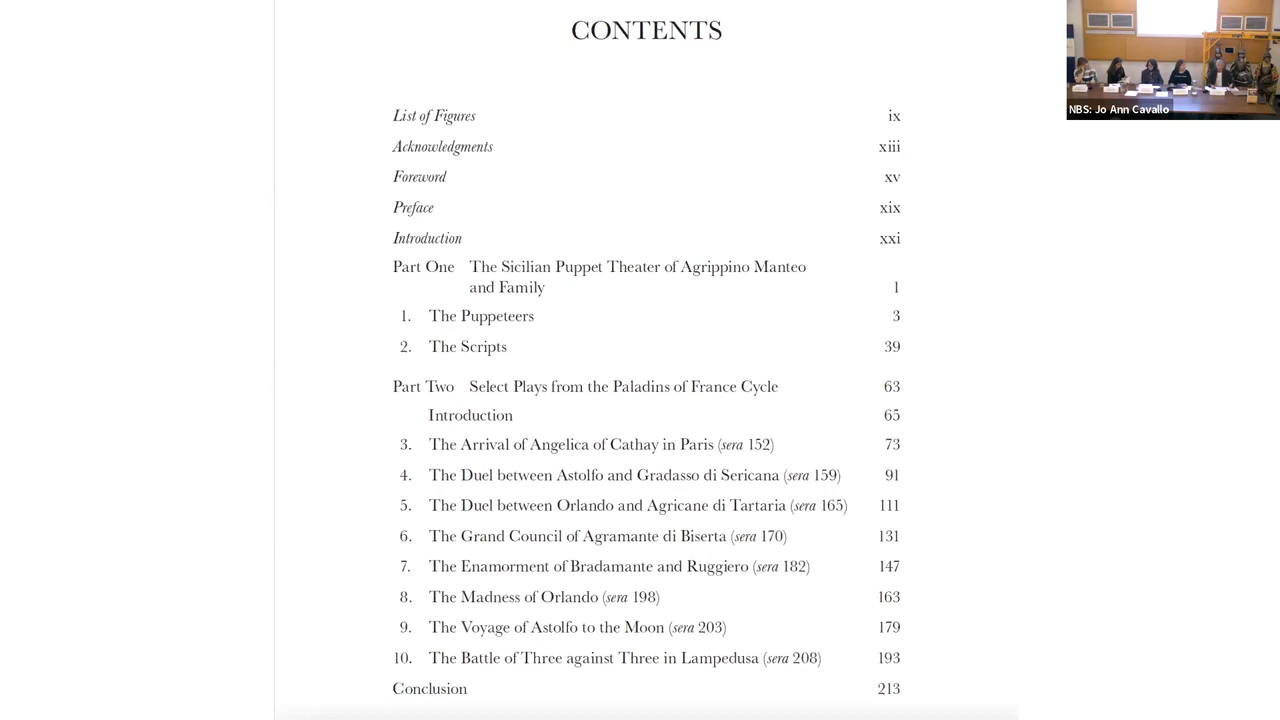 CONTENTS
List of Figures ix
Acknowledgments xiii
Foreword xv
Preface xix
Introduction xxi
Part One The Sicilian Puppet Theater of Agrippino Manteo
and Family 1
1. The Puppeteers 3
2. The Scripts 39
Part Two Select Plays from the Paladins of France Cycle 63
Introduction 65
3. The Arrival of Angelica of Cathay in Paris (sera 152) 73
4. The Duel between Astolfo and Gradasso di Sericana (sera 159) 91
5. The Duel between Orlando and Agricane di Tartaria (sera 165) 111
6. The Grand Council of Agramante di Biserta (sera 170) 131
7. The Enamorment of Bradamante and Ruggiero (sera 182) 147
8. The Madness of Orlando (sera 198) 163
9. The Voyage of Astolfo to the Moon (sera 203) 179
10. The Battle of Three against Three in Lampedusa (sera 208) 193
Conclusion 213
NBS: Jo Ann Cavallo